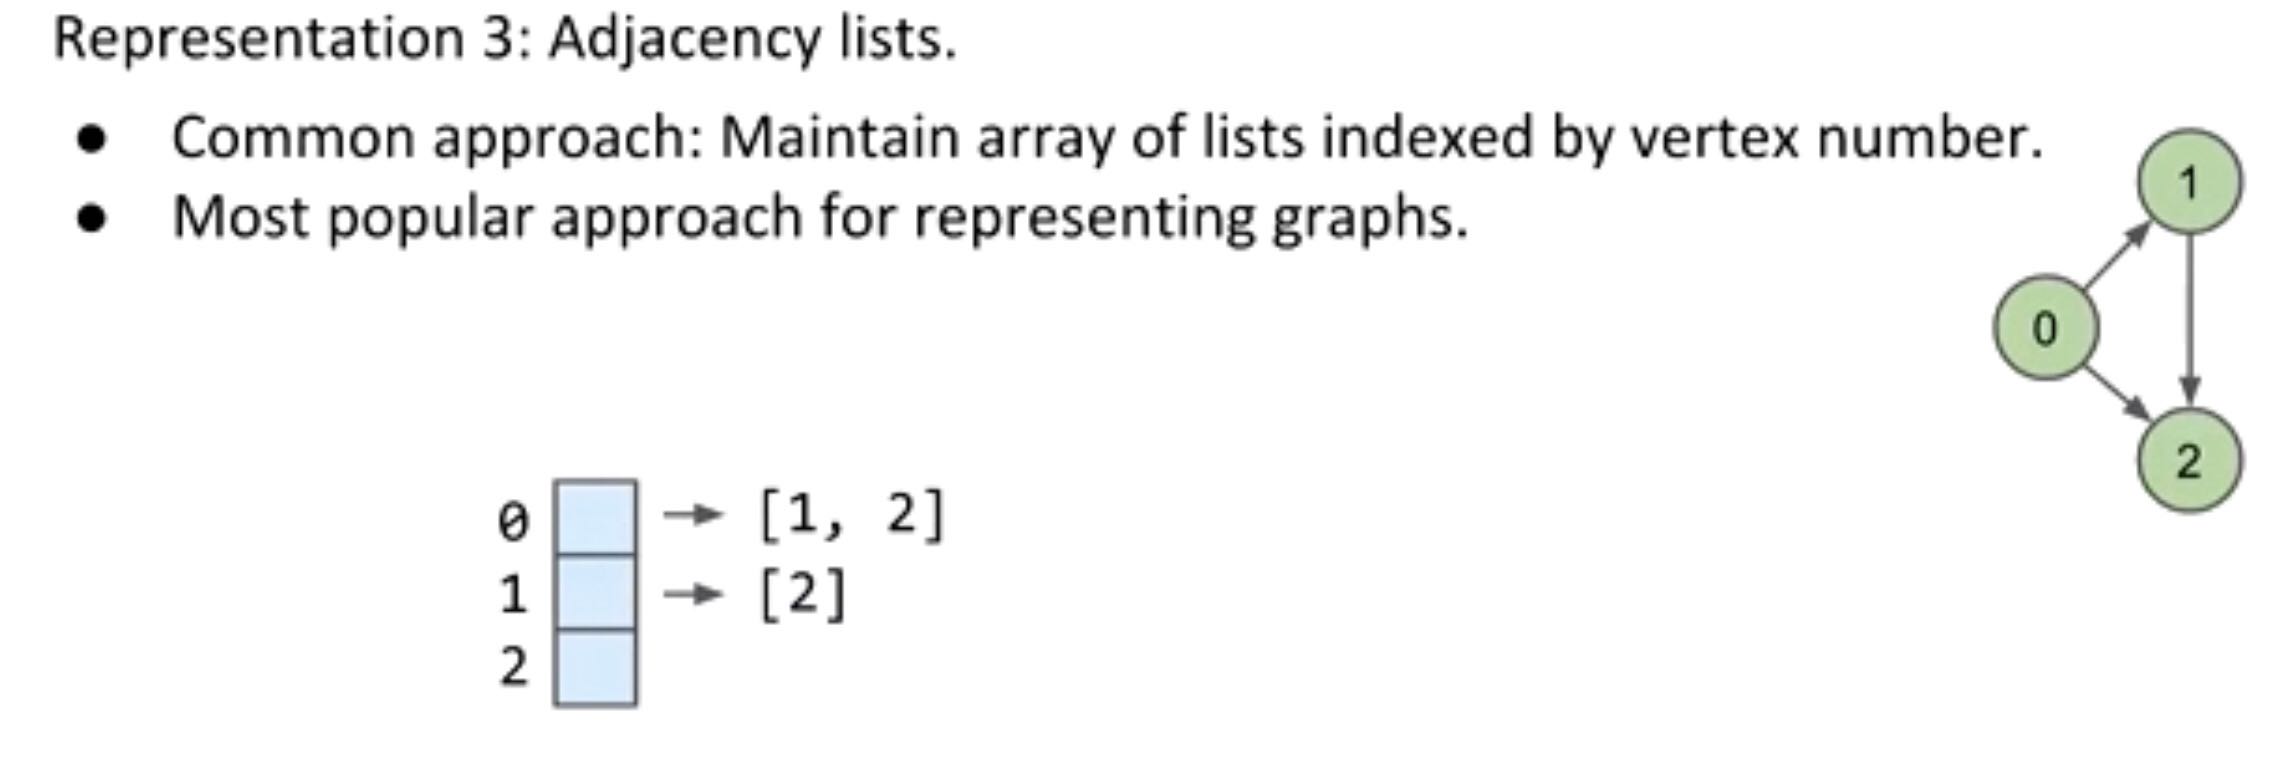 Representation 3: Adjacency lists.
● Common approach: Maintain array of lists indexed by vertex number.
● Most popular approach for representing graphs.
1
0
2
0 → [1, 2]
1 → [2]
2